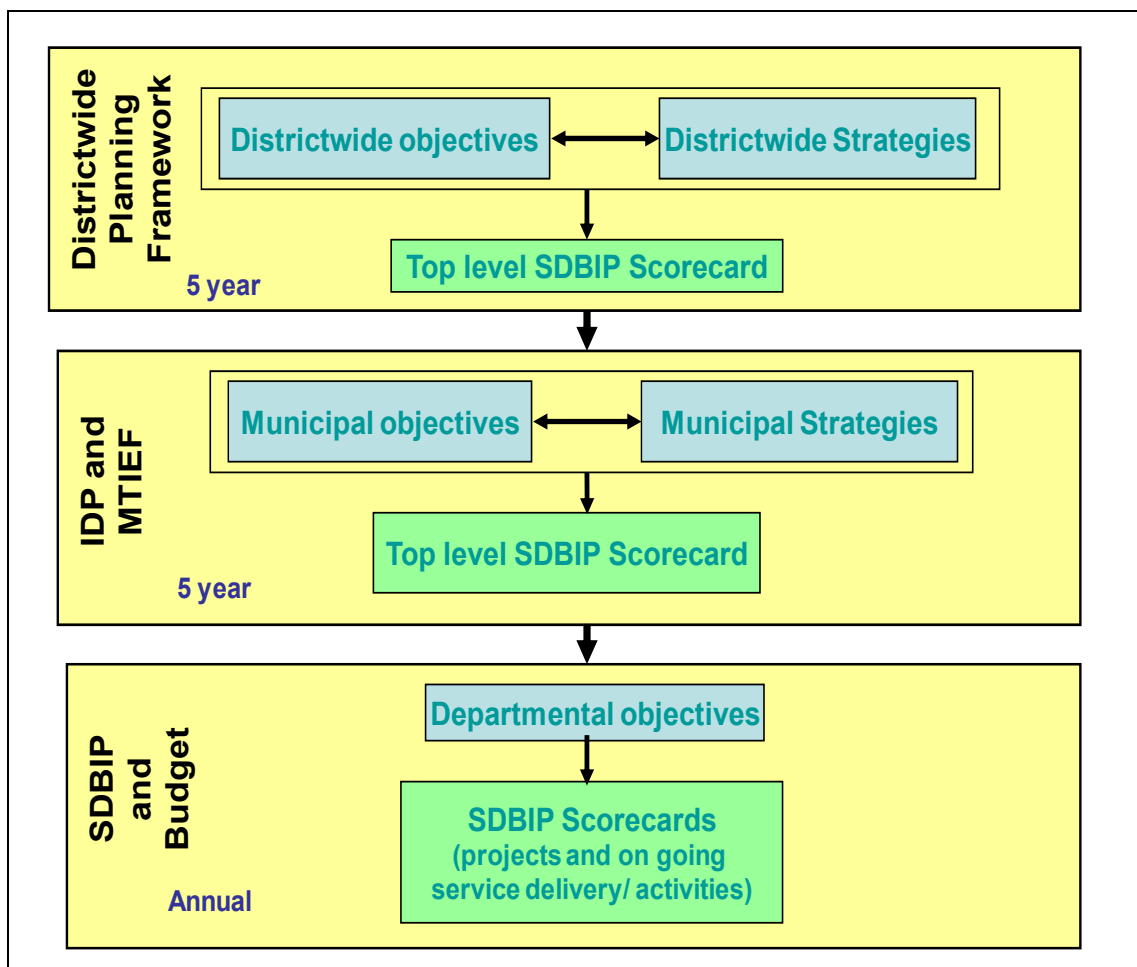 Districtwide
Planning
Framework
5 year
Districtwide objectives
Districtwide Strategies
Top level SDBIP Scorecard
IDP and
MTIEF
5 year
Municipal objectives
Municipal Strategies
Top level SDBIP Scorecard
SDBIP
and
Budget
Annual
Departmental objectives
SDBIP Scorecards
(projects and on going
service delivery/ activities)